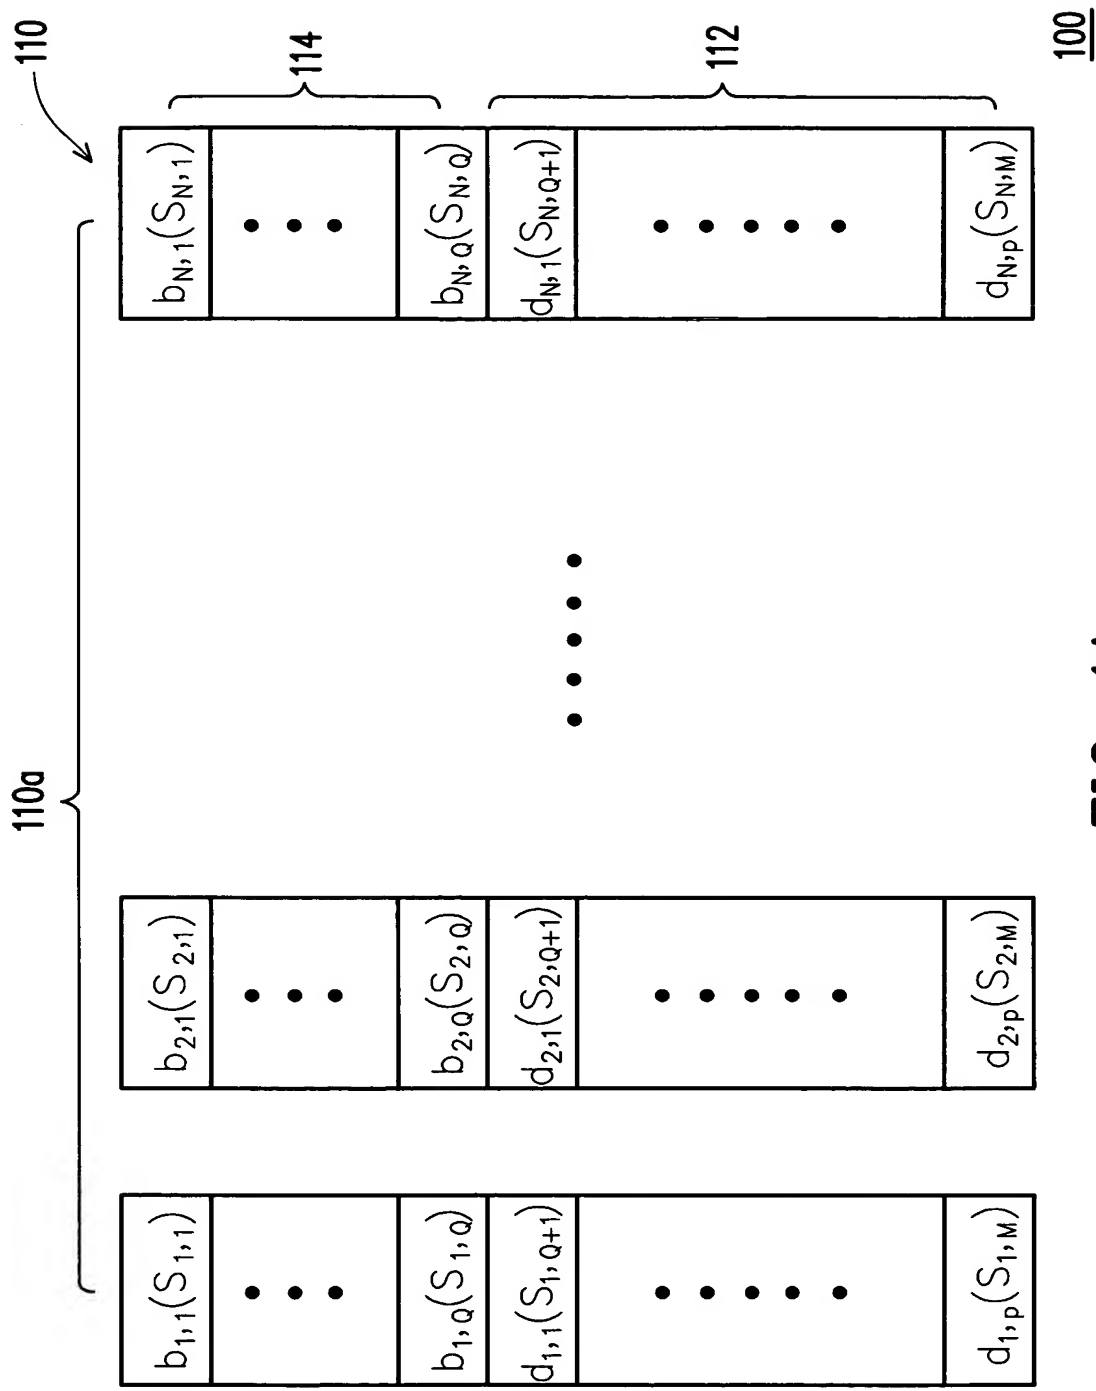 110a
110
b1,1(S1,1)
b2,1(S2,1)
bN,1(SN,1)
114
b1,Q(S1,Q)
b2,Q(S2,Q)
bN,Q(SN,Q)
d1,1(S1,Q+1)
d2,1(S2,Q+1)
dN,1(SN,Q+1)
112
d1,p(S1,M)
d2,p(S2,M)
dN,p(SN,M)
100